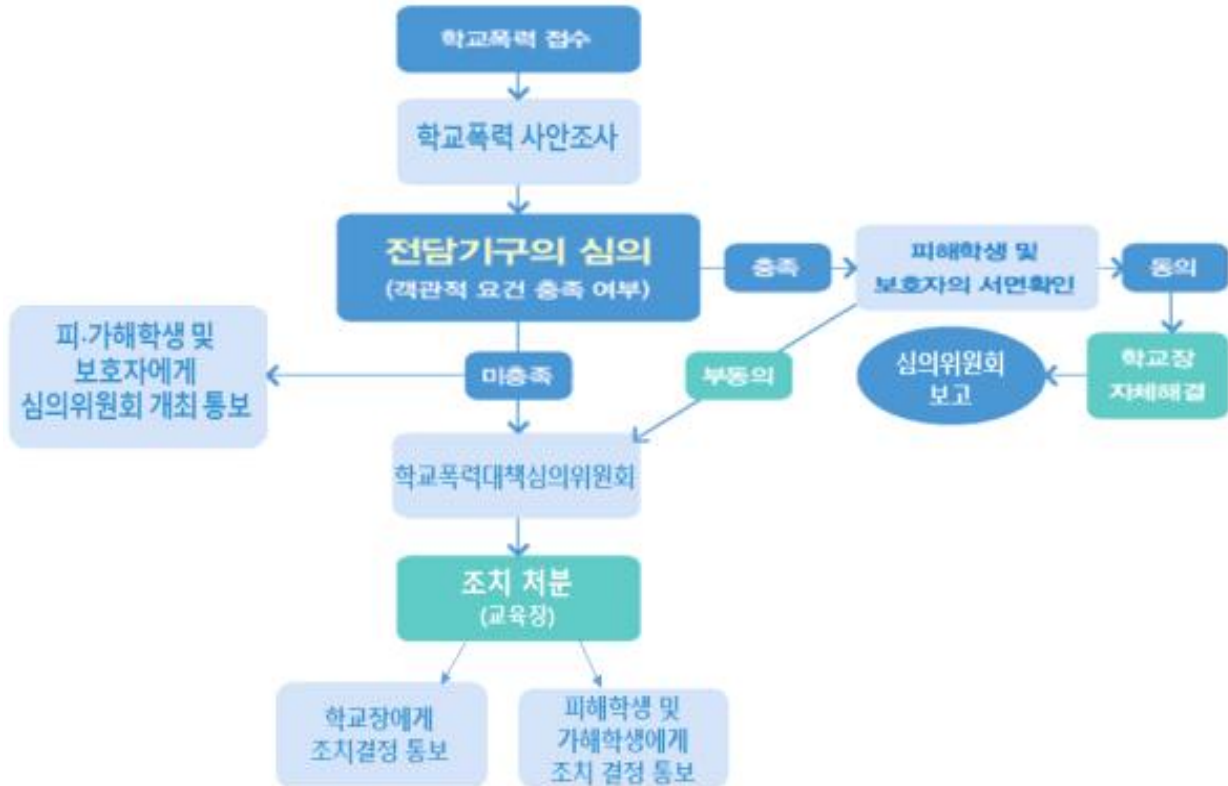 학교폭력 접수
학교폭력 사안조사
전담기구의 심의
(객관적 요건 충족 여부)
충족
피해학생 및
보호자의 서면확인
동의
피·가해학생 및
보호자에게
심의위원회 개최 통보
미충족
부동의
심의위원회
보고
학교장
자체해결
학교폭력대책심의위원회
조치 처분
(교육장)
학교장에게
조치결정 통보
피해학생 및
가해학생에게
조치 결정 통보